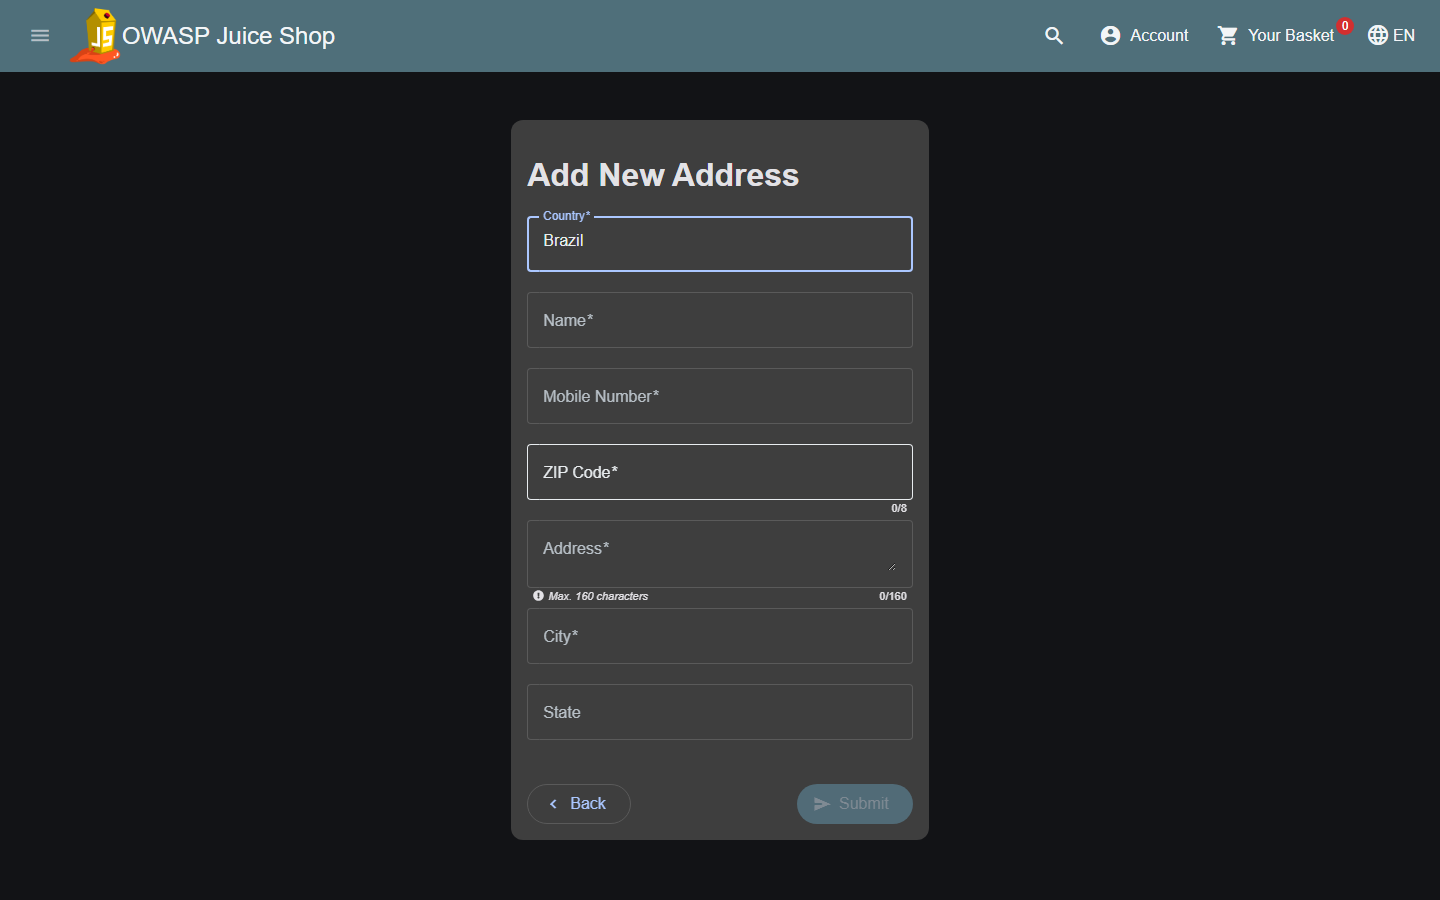 JS OWASP Juice Shop
Account
Your Basket 0
EN
Add New Address
Country*
Brazil
Name*
Mobile Number*
ZIP Code*
0/8
Address*
Max. 160 characters 0/160
City*
State
Back
Submit